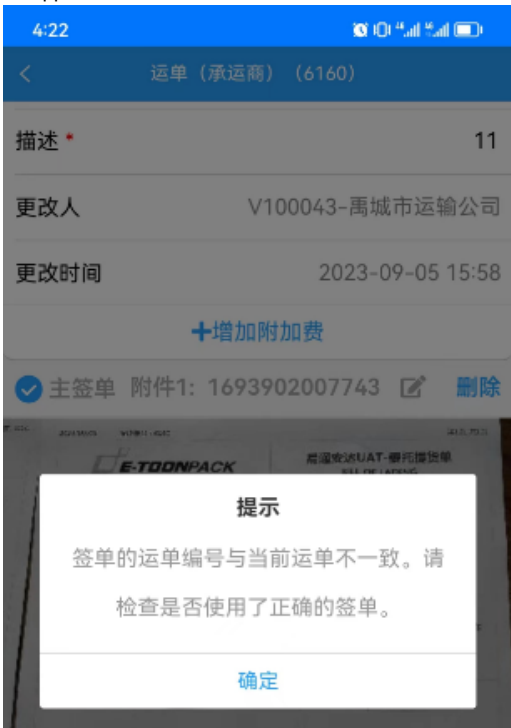 4:22
运单（承运商）（6160）
描述 * 11
更改人 V100043-禹城市运输公司
更改时间 2023-09-05 15:58
+增加附加费
主签单 附件1: 1693902007743 删除
E-TOONPACK
提示
签单的运单编号与当前运单不一致。请
检查是否使用了正确的签单。
确定